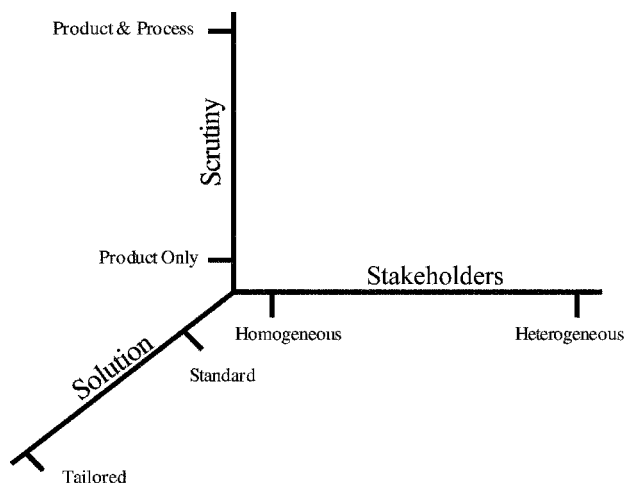 Product & Process
Scrutiny
Product Only
Stakeholders
Homogeneous
Heterogeneous
Solution
Standard
Tailored